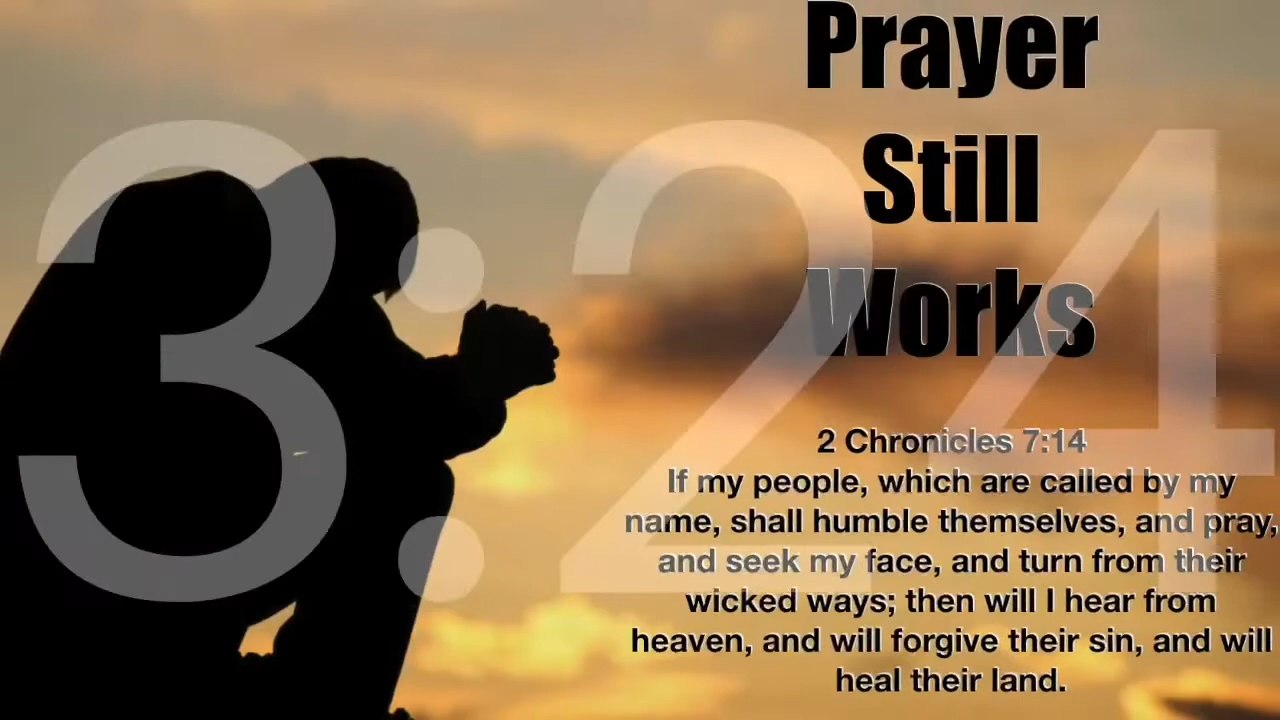 Prayer
Still
Works
3:24
2 Chronicles 7:14
If my people, which are called by my
name, shall humble themselves, and pray,
and seek my face, and turn from their
wicked ways; then will I hear from
heaven, and will forgive their sin, and will
heal their land.